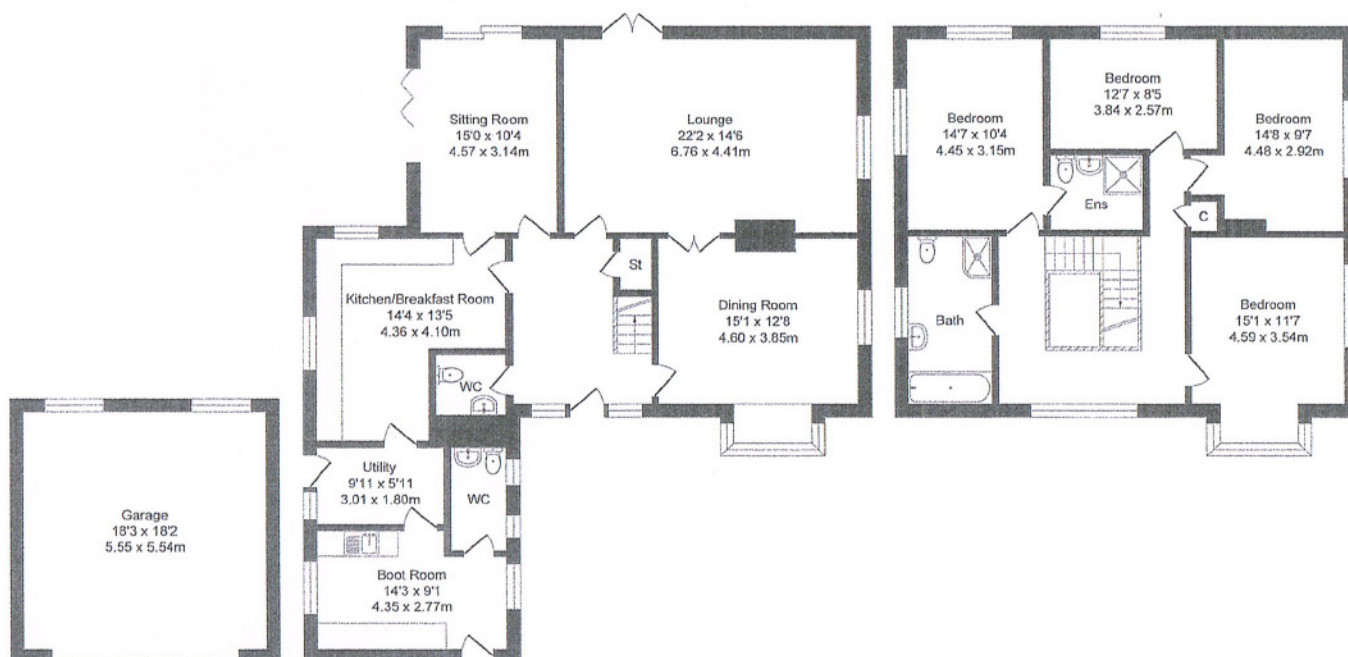 Sitting Room
15'0 x 10'4
4.57 x 3.14m
Lounge
22'2 x 14'6
6.76 x 4.41m
Kitchen/Breakfast Room
14'4 x 13'5
4.36 x 4.10m
St
Dining Room
15'1 x 12'8
4.60 x 3.85m
WC
Utility
9'11 x 5'11
3.01 x 1.80m
WC
Boot Room
14'3 x 9'1
4.35 x 2.77m
Garage
18'3 x 18'2
5.55 x 5.54m
Bedroom
14'7 x 10'4
4.45 x 3.15m
Bedroom
12'7 x 8'5
3.84 x 2.57m
Bedroom
14'8 x 9'7
4.48 x 2.92m
Ens
C
Bath
Bedroom
15'1 x 11'7
4.59 x 3.54m